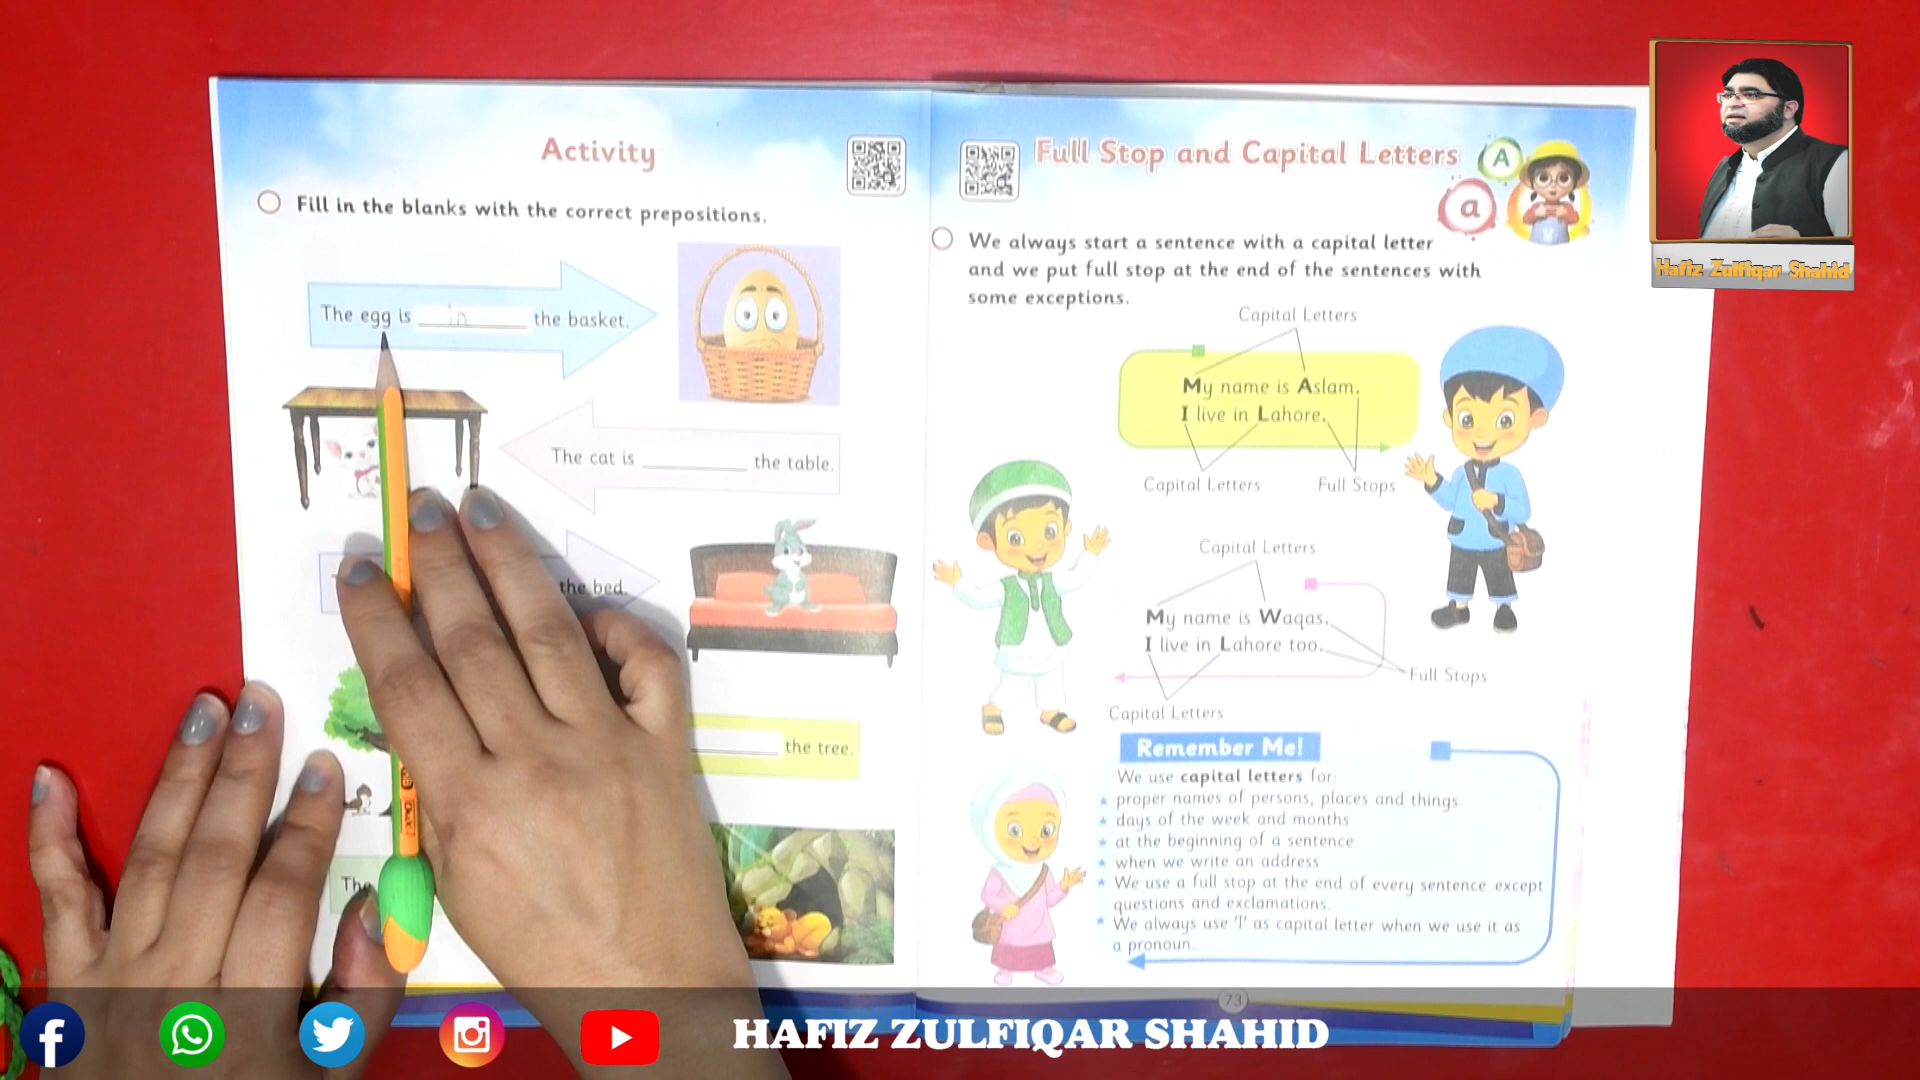 Activity
Fill in the blanks with the correct prepositions.
The egg is in the basket.
The cat is __________ the table.
the bed.
__________ the tree.
The
Full Stop and Capital Letters
A
a
We always start a sentence with a capital letter
and we put full stop at the end of the sentences with
some exceptions.
Capital Letters
My name is Aslam.
I live in Lahore.
Capital Letters Full Stops
Capital Letters
My name is Waqas.
I live in Lahore too.
Full Stops
Capital Letters
Remember Me!
We use capital letters for:
proper names of persons, places and things
days of the week and months
at the beginning of a sentence
when we write an address
We use a full stop at the end of every sentence except
questions and exclamations.
We always use 'I' as capital letter when we use it as
a pronoun.
73
Hafiz Zulfiqar Shahid
HAFIZ ZULFIQAR SHAHID